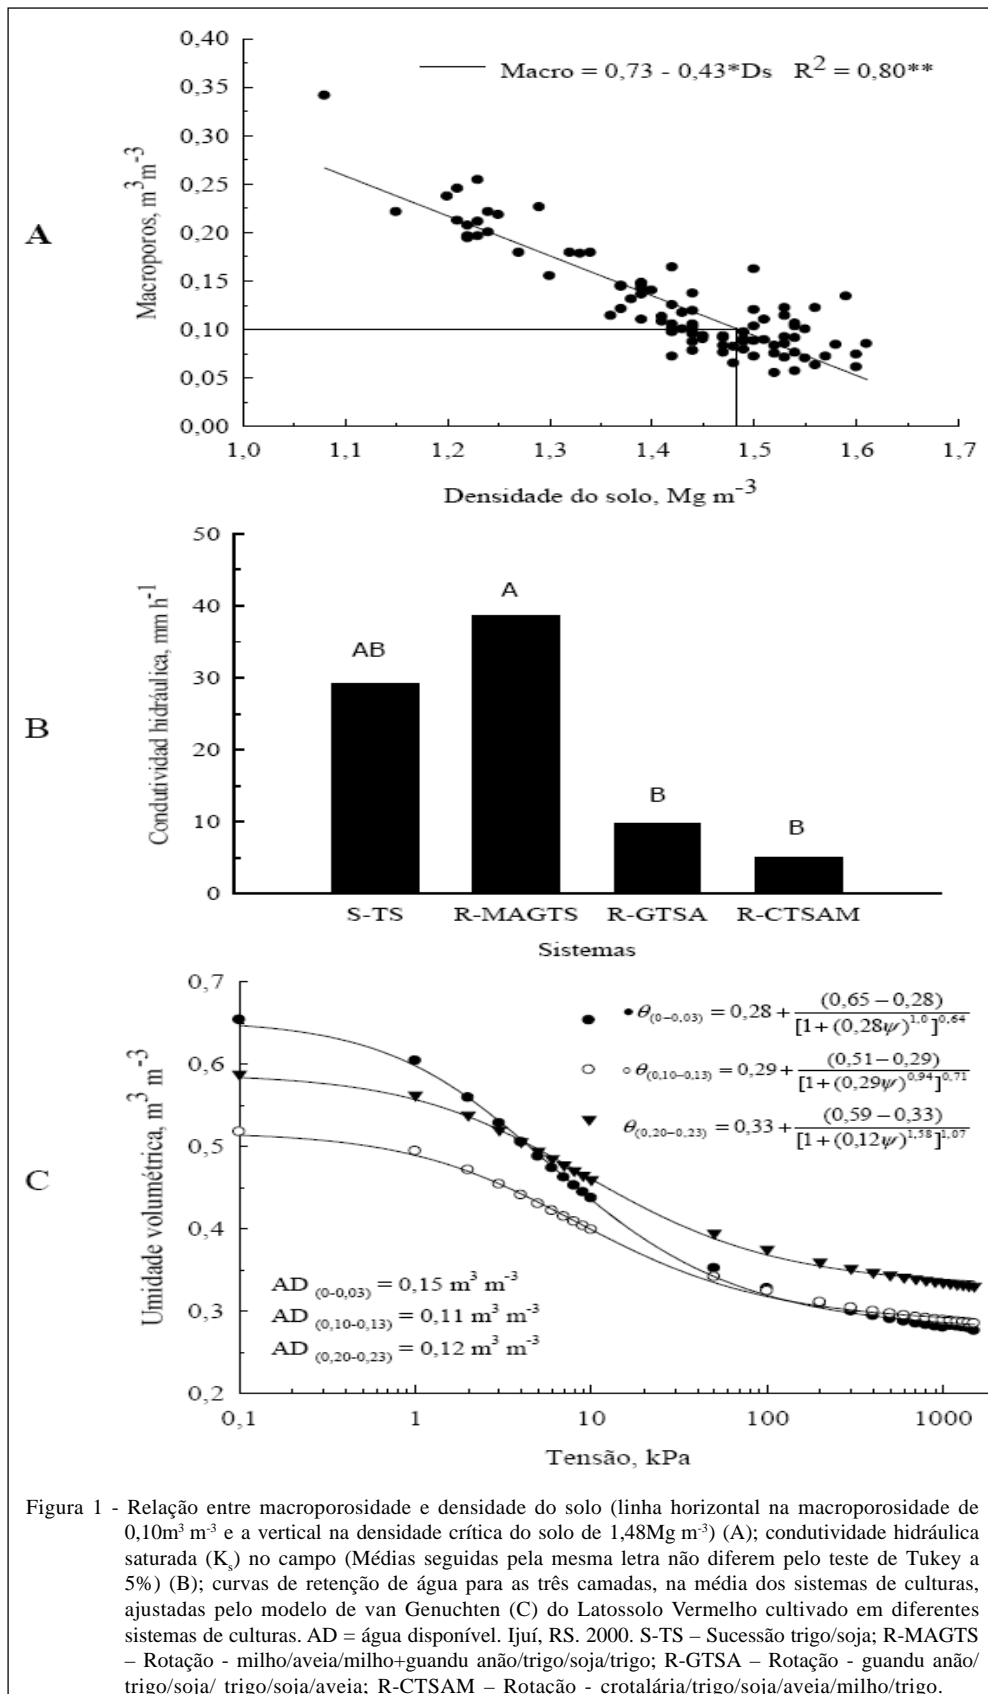 0,40
Macro = 0,73 - 0,43*Ds R² = 0,80**
0,35
0,30
0,25
0,20
0,15
0,10
0,05
0,00
Macroporos, m³m⁻³
A
1,0 1,1 1,2 1,3 1,4 1,5 1,6 1,7
Densidade do solo, Mg m⁻³
50
40
30
20
10
0
Condutividad hidráulica, mm h⁻¹
B
AB
A
B
B
S-TS R-MAGTS R-GTSA R-CTSAM
Sistemas
0,7
0,6
0,5
0,4
0,3
0,2
Umidade volumétrica, m³ m⁻³
C
● θ(0–0,03) = 0,28 + (0,65 – 0,28) / [1 + (0,28ψ)^1,0]^0,64
○ θ(0,10–0,13) = 0,29 + (0,51 – 0,29) / [1 + (0,29ψ)^0,94]^0,71
θ(0,20–0,23) = 0,33 + (0,59 – 0,33) / [1 + (0,12ψ)^1,58]^1,07
AD (0-0,03) = 0,15 m³ m⁻³
AD (0,10-0,13) = 0,11 m³ m⁻³
AD (0,20-0,23) = 0,12 m³ m⁻³
0,1 1 10 100 1000
Tensão, kPa
Figura 1 - Relação entre macroporosidade e densidade do solo (linha horizontal na macroporosidade de
0,10m³ m⁻³ e a vertical na densidade crítica do solo de 1,48Mg m⁻³) (A); condutividade hidráulica
saturada (Kₛ) no campo (Médias seguidas pela mesma letra não diferem pelo teste de Tukey a
5%) (B); curvas de retenção de água para as três camadas, na média dos sistemas de culturas,
ajustadas pelo modelo de van Genuchten (C) do Latossolo Vermelho cultivado em diferentes
sistemas de culturas. AD = água disponível. Ijuí, RS. 2000. S-TS – Sucessão trigo/soja; R-MAGTS
– Rotação - milho/aveia/milho+guandu anão/trigo/soja/trigo; R-GTSA – Rotação - guandu anão/
trigo/soja/ trigo/soja/aveia; R-CTSAM – Rotação - crotalária/trigo/soja/aveia/milho/trigo.